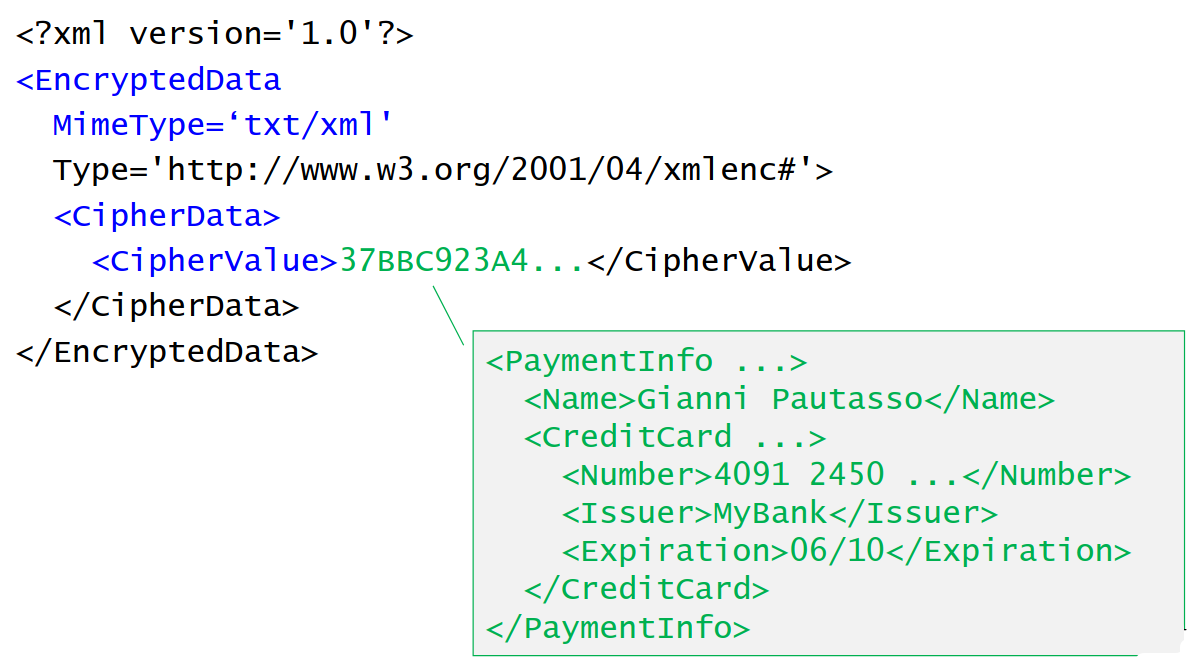 <?xml version='1.0'?>
<EncryptedData
MimeType=‘txt/xml'
Type='http://www.w3.org/2001/04/xmlenc#'>
<CipherData>
<CipherValue>37BBC923A4...</CipherValue>
</CipherData>
</EncryptedData>
<PaymentInfo ...>
<Name>Gianni Pautasso</Name>
<CreditCard ...>
<Number>4091 2450 ...</Number>
<Issuer>MyBank</Issuer>
<Expiration>06/10</Expiration>
</CreditCard>
</PaymentInfo>